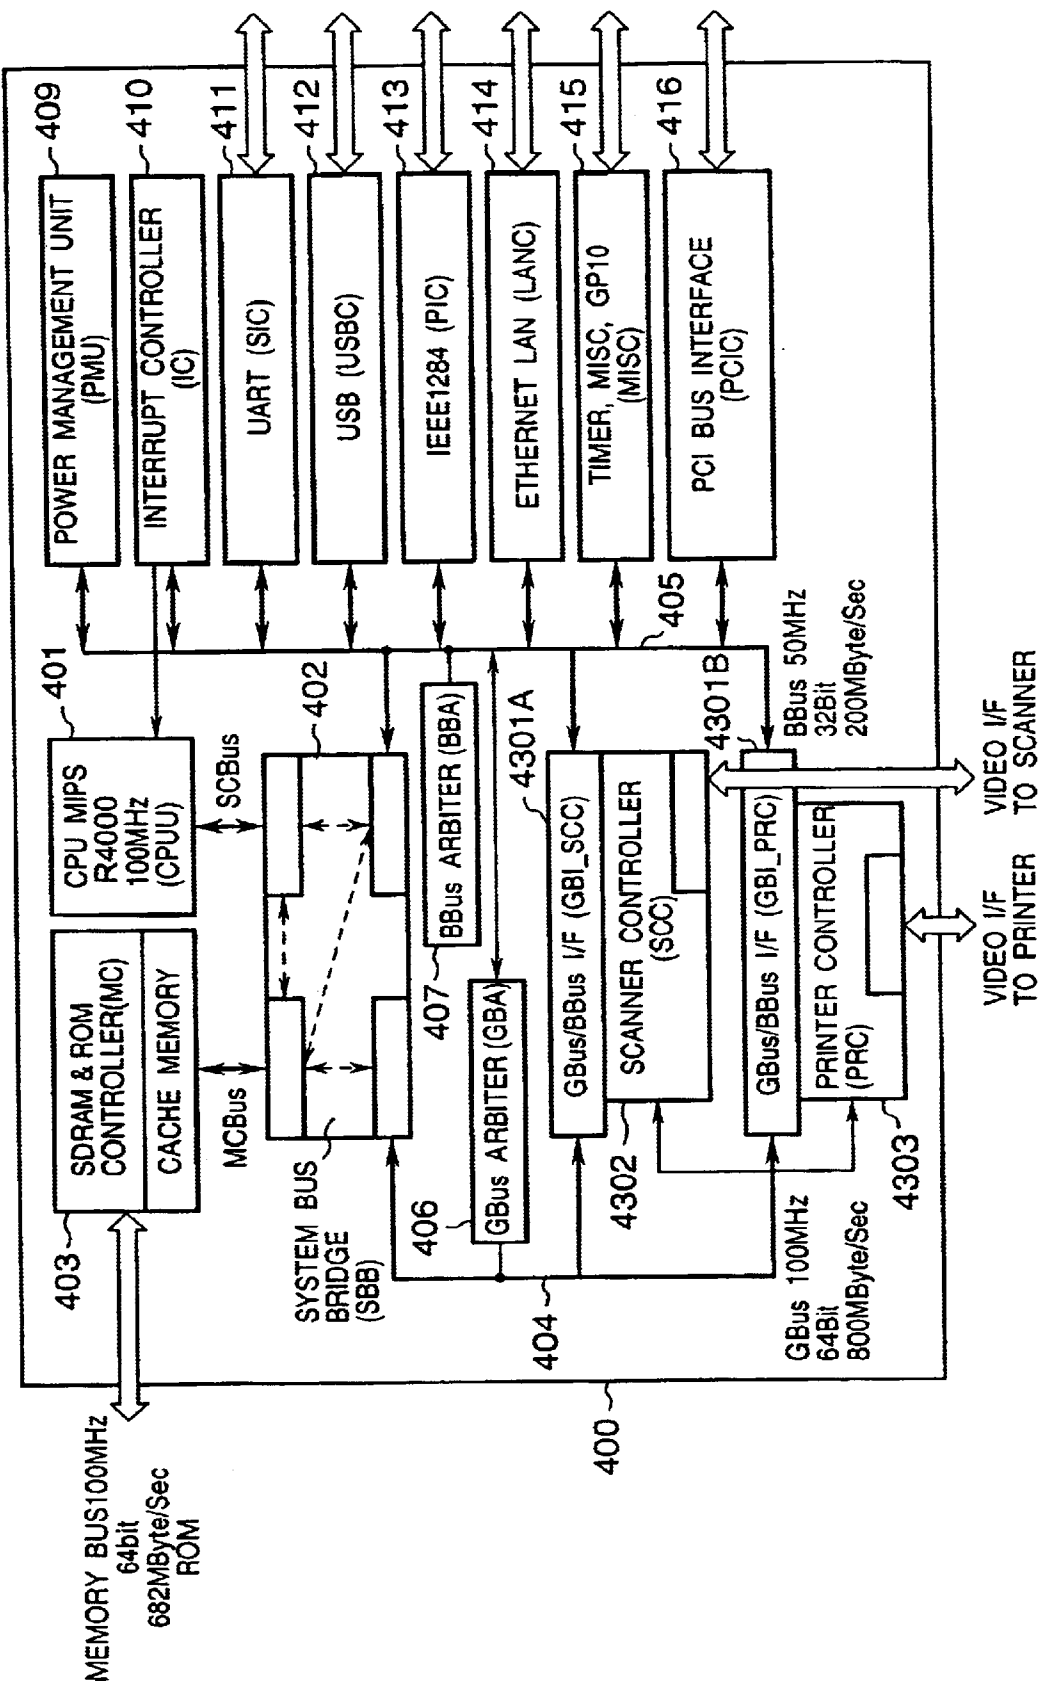 MEMORY BUS100MHz
64bit
682MByte/Sec
ROM
403
SDRAM & ROM
CONTROLLER(MC)
CACHE MEMORY
401
CPU MIPS
R4000
100MHz
(CPUU)
MCBus
SCBus
402
SYSTEM BUS
BRIDGE
(SBB)
407
BBus ARBITER (BBA)
406
GBus ARBITER (GBA)
404
405
409
POWER MANAGEMENT UNIT
(PMU)
410
INTERRUPT CONTROLLER
(IC)
411
UART (SIC)
412
USB (USBC)
413
IEEE1284 (PIC)
414
ETHERNET LAN (LANC)
415
TIMER, MISC, GP10
(MISC)
416
PCI BUS INTERFACE
(PCIC)
4301A
GBus/BBus I/F (GBI_SCC)
SCANNER CONTROLLER
(SCC)
4302
4301B
GBus/BBus I/F (GBI_PRC)
PRINTER CONTROLLER
(PRC)
4303
GBus 100MHz
64Bit
800MByte/Sec
BBus 50MHz
32Bit
200MByte/Sec
VIDEO I/F
TO PRINTER
VIDEO I/F
TO SCANNER
400